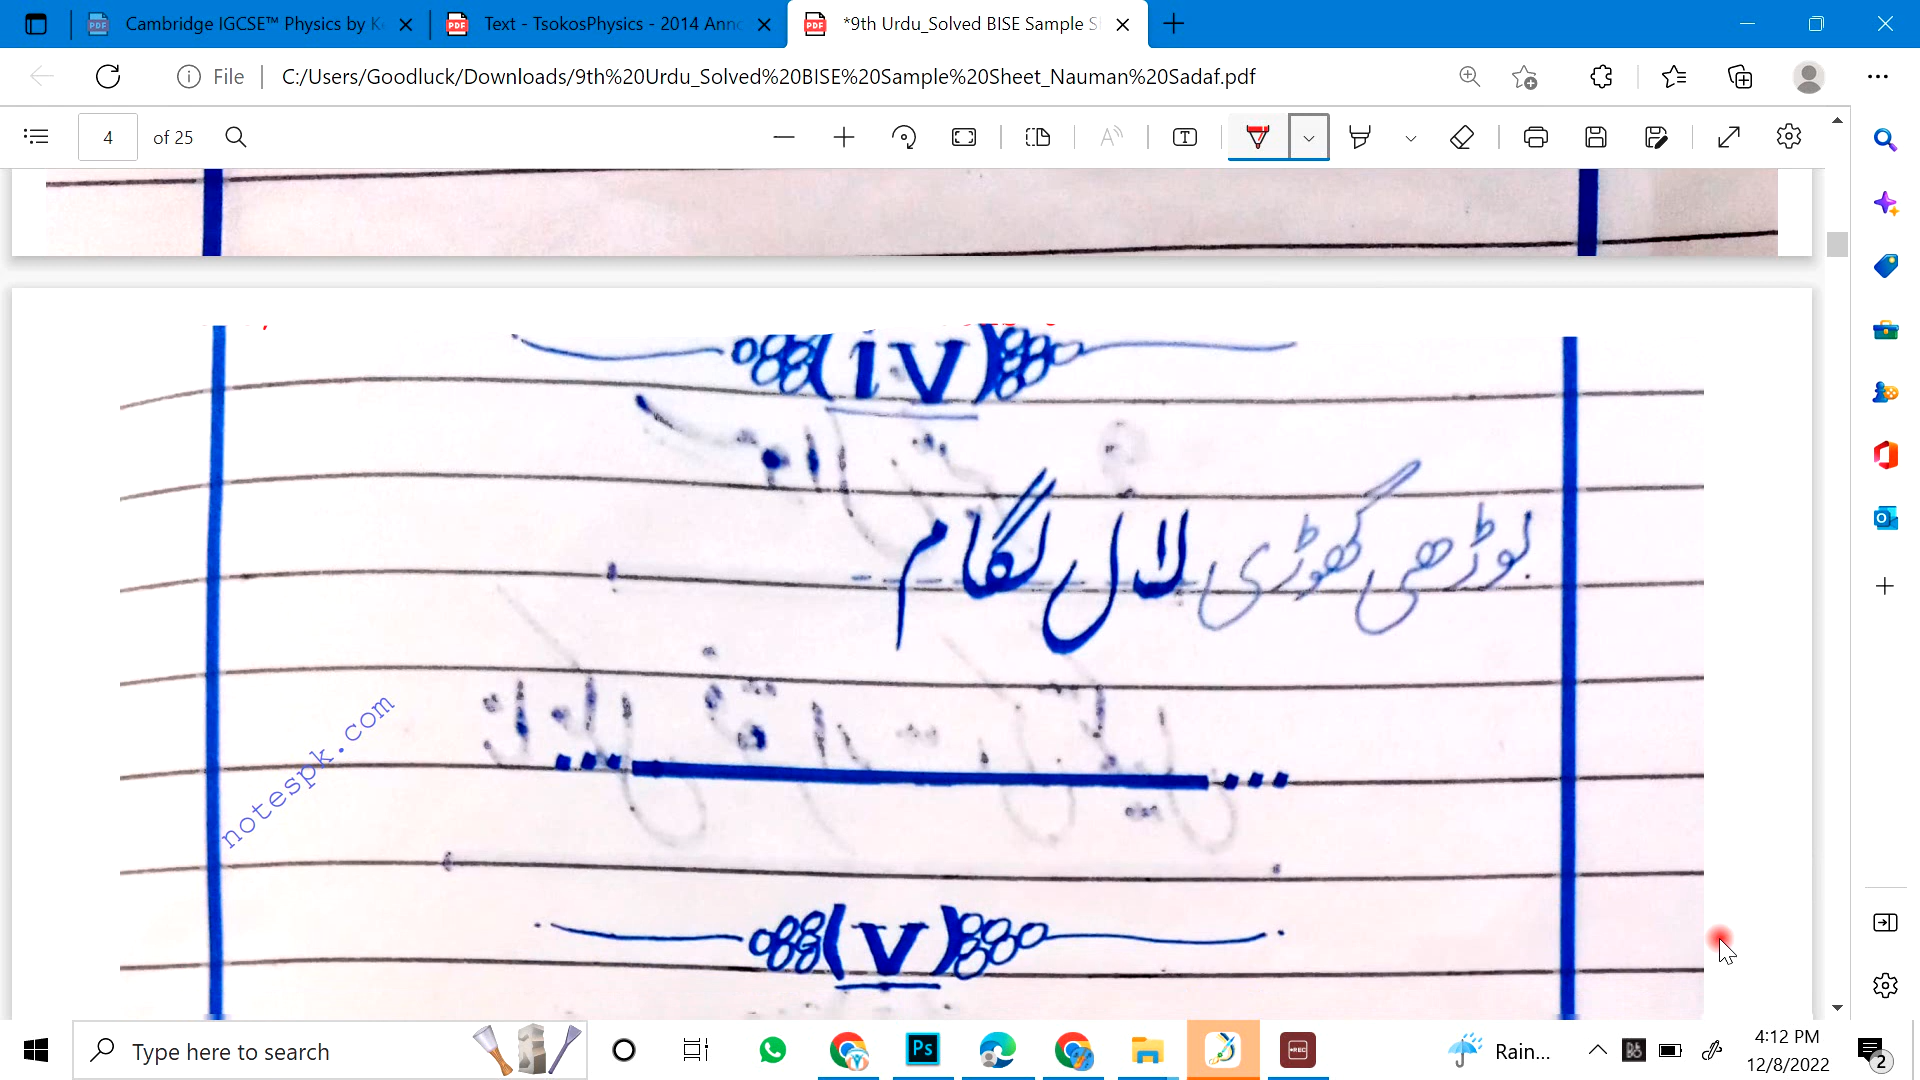 Cambridge IGCSE™ Physics by Ke
Text - TsokosPhysics - 2014 Anno
*9th Urdu_Solved BISE Sample S
File
C:/Users/Goodluck/Downloads/9th%20Urdu_Solved%20BISE%20Sample%20Sheet_Nauman%20Sadaf.pdf
4 of 25
(iv)
بوڑھی گھوڑی لال لگام
notespk.com
(v)
Type here to search
Rain...
4:12 PM
12/8/2022
2